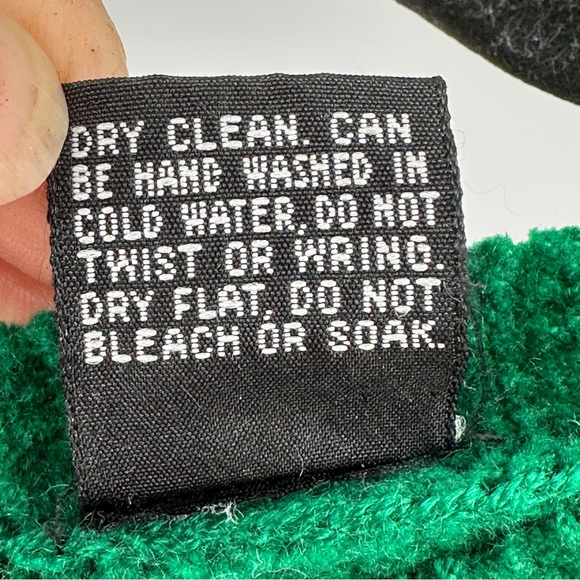 DRY CLEAN. CAN
BE HAND WASHED IN
COLD WATER, DO NOT
TWIST OR WRING.
DRY FLAT, DO NOT
BLEACH OR SOAK.